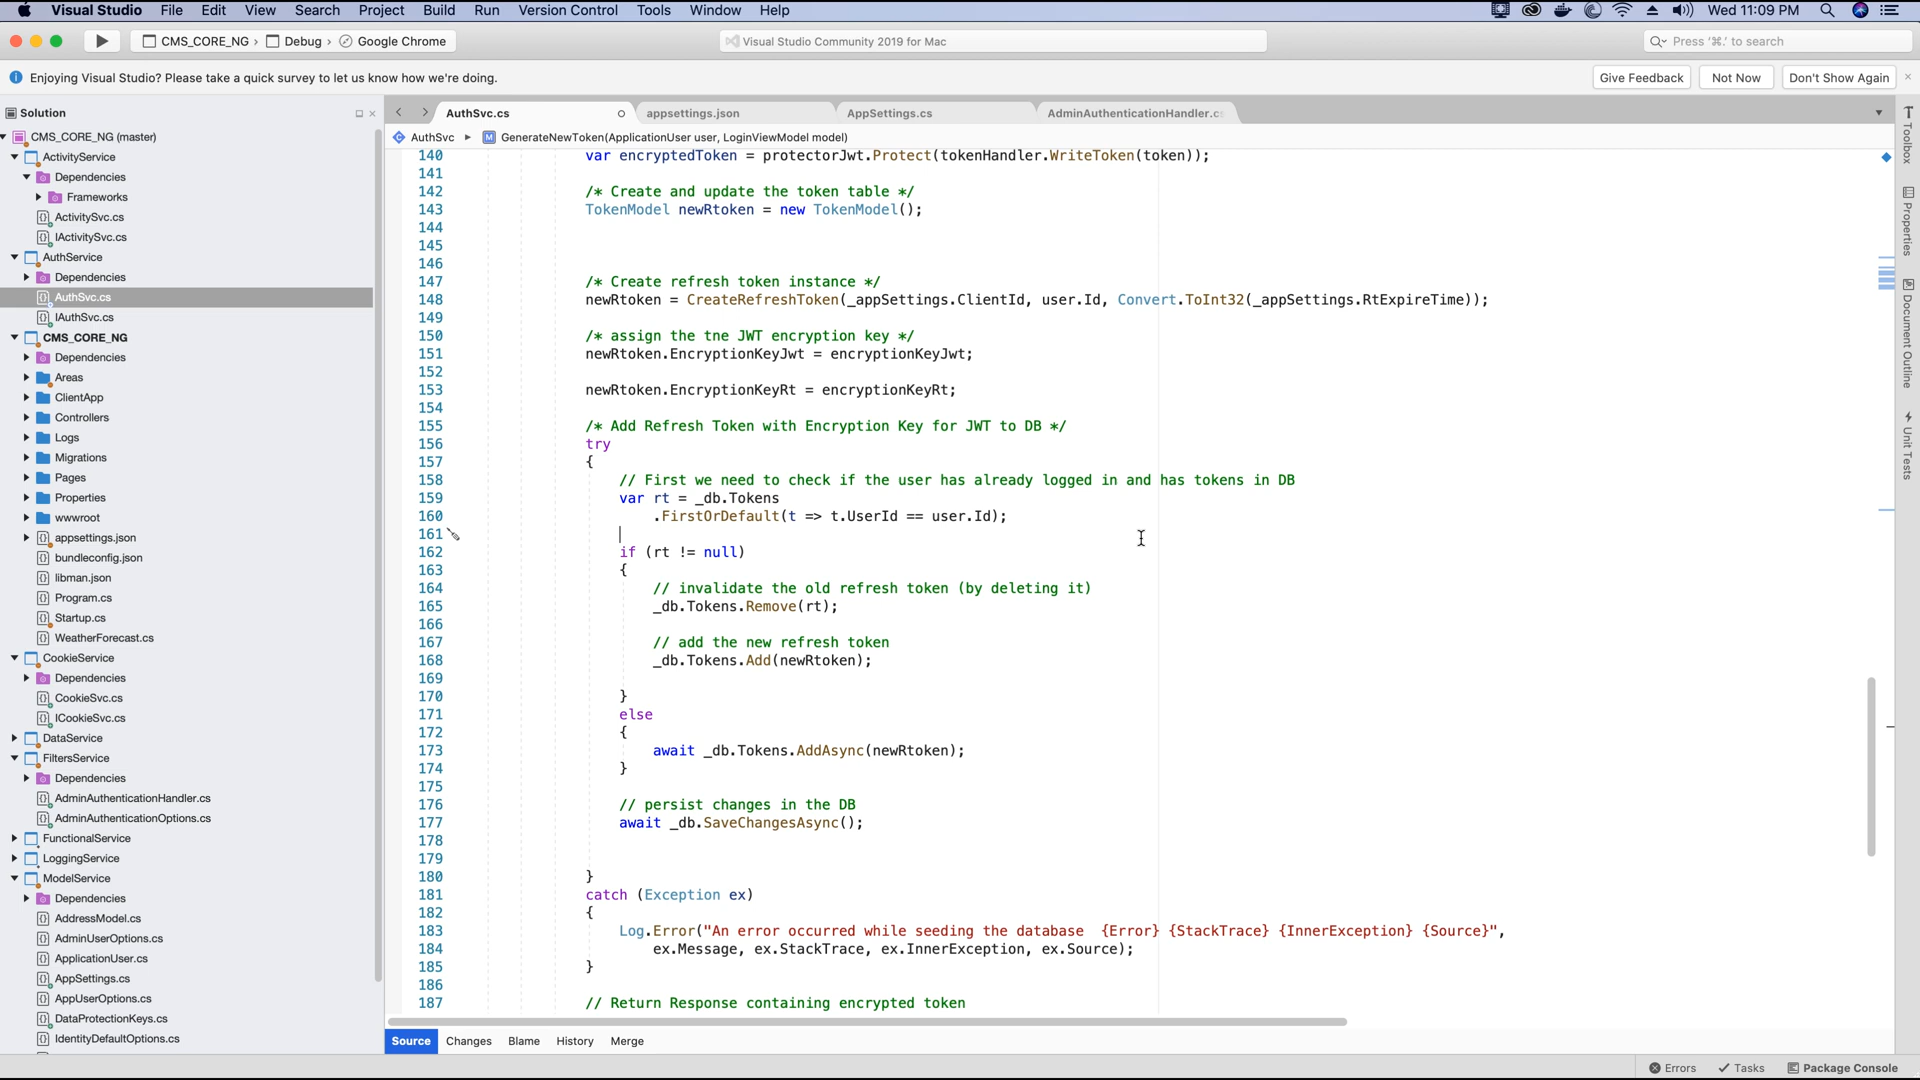 Visual Studio File Edit View Search Project Build Run Version Control Tools Window Help Wed 11:09 PM
CMS_CORE_NG › Debug › Google Chrome
Visual Studio Community 2019 for Mac
Press '⌘.' to search
Enjoying Visual Studio? Please take a quick survey to let us know how we're doing.
Give Feedback Not Now Don't Show Again
Solution
CMS_CORE_NG (master)
ActivityService
Dependencies
Frameworks
ActivitySvc.cs
IActivitySvc.cs
AuthService
Dependencies
AuthSvc.cs
IAuthSvc.cs
CMS_CORE_NG
Dependencies
Areas
ClientApp
Controllers
Logs
Migrations
Pages
Properties
wwwroot
appsettings.json
bundleconfig.json
libman.json
Program.cs
Startup.cs
WeatherForecast.cs
CookieService
Dependencies
CookieSvc.cs
ICookieSvc.cs
DataService
FiltersService
Dependencies
AdminAuthenticationHandler.cs
AdminAuthenticationOptions.cs
FunctionalService
LoggingService
ModelService
Dependencies
AddressModel.cs
AdminUserOptions.cs
ApplicationUser.cs
AppSettings.cs
AppUserOptions.cs
DataProtectionKeys.cs
IdentityDefaultOptions.cs
AuthSvc.cs appsettings.json AppSettings.cs AdminAuthenticationHandler.cs
AuthSvc GenerateNewToken(ApplicationUser user, LoginViewModel model)
140 var encryptedToken = protectorJwt.Protect(tokenHandler.WriteToken(token));
141
142 /* Create and update the token table */
143 TokenModel newRtoken = new TokenModel();
144
145
146
147 /* Create refresh token instance */
148 newRtoken = CreateRefreshToken(_appSettings.ClientId, user.Id, Convert.ToInt32(_appSettings.RtExpireTime));
149
150 /* assign the tne JWT encryption key */
151 newRtoken.EncryptionKeyJwt = encryptionKeyJwt;
152
153 newRtoken.EncryptionKeyRt = encryptionKeyRt;
154
155 /* Add Refresh Token with Encryption Key for JWT to DB */
156 try
157 {
158 // First we need to check if the user has already logged in and has tokens in DB
159 var rt = _db.Tokens
160 .FirstOrDefault(t => t.UserId == user.Id);
161
162 if (rt != null)
163 {
164 // invalidate the old refresh token (by deleting it)
165 _db.Tokens.Remove(rt);
166
167 // add the new refresh token
168 _db.Tokens.Add(newRtoken);
169
170 }
171 else
172 {
173 await _db.Tokens.AddAsync(newRtoken);
174 }
175
176 // persist changes in the DB
177 await _db.SaveChangesAsync();
178
179
180 }
181 catch (Exception ex)
182 {
183 Log.Error("An error occurred while seeding the database  {Error} {StackTrace} {InnerException} {Source}",
184 ex.Message, ex.StackTrace, ex.InnerException, ex.Source);
185 }
186
187 // Return Response containing encrypted token
Source Changes Blame History Merge
Toolbox
Properties
Document Outline
Unit Tests
Errors Tasks Package Console